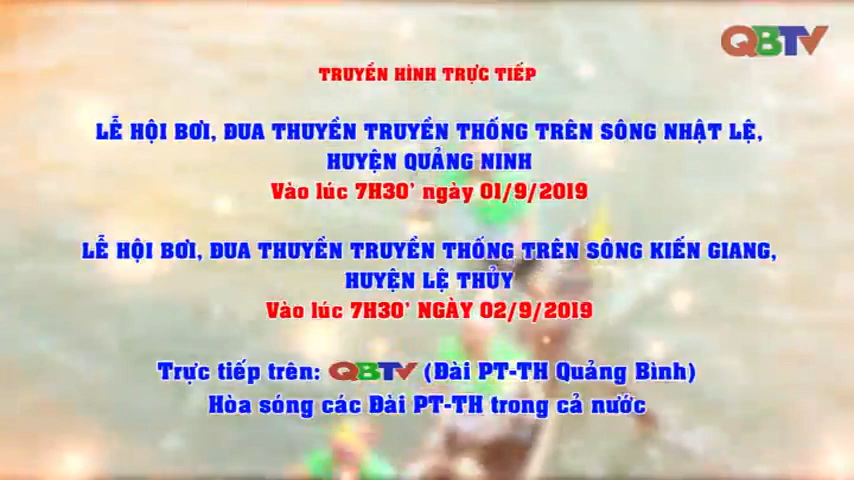 QBTV
TRUYỀN HÌNH TRỰC TIẾP
LỄ HỘI BƠI, ĐUA THUYỀN TRUYỀN THỐNG TRÊN SÔNG NHẬT LỆ,
HUYỆN QUẢNG NINH
Vào lúc 7H30' ngày 01/9/2019
LỄ HỘI BƠI, ĐUA THUYỀN TRUYỀN THỐNG TRÊN SÔNG KIẾN GIANG,
HUYỆN LỆ THỦY
Vào lúc 7H30' NGÀY 02/9/2019
Trực tiếp trên: QBTV (Đài PT-TH Quảng Bình)
Hòa sóng các Đài PT-TH trong cả nước